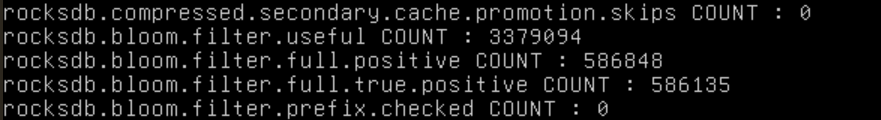 rocksdb.compressed.secondary.cache.promotion.skips COUNT : 0
rocksdb.bloom.filter.useful COUNT : 3379094
rocksdb.bloom.filter.full.positive COUNT : 586848
rocksdb.bloom.filter.full.true.positive COUNT : 586135
rocksdb.bloom.filter.prefix.checked COUNT : 0